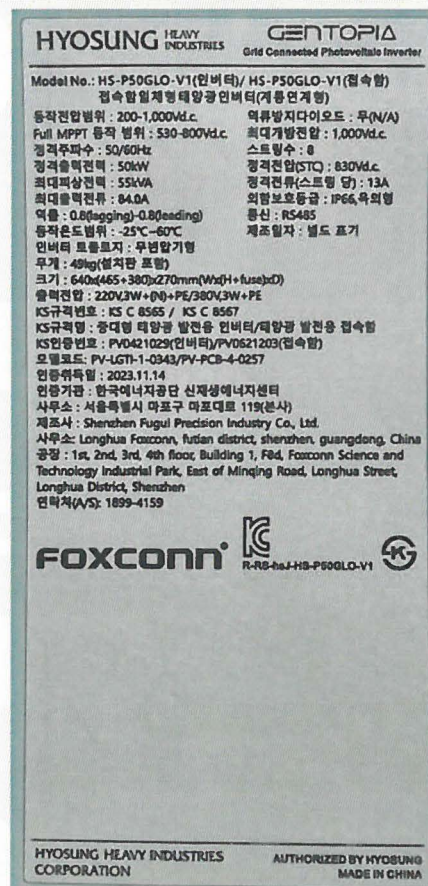 HYOSUNG HEAVY INDUSTRIES
GENTOPIA
Grid Connected Photovoltaic Inverter
Model No.: HS-P50GLO-V1(인버터)/ HS-P50GLO-V1(접속함)
접속함일체형태양광인버터(계통연계형)
동작전압범위 : 200-1,000Vd.c. 역류방지다이오드 : 무(N/A)
Full MPPT 동작 범위 : 530-800Vd.c. 최대개방전압 : 1,000Vd.c.
정격주파수 : 50/60Hz 스트링수 : 8
정격출력전력 : 50kW 정격전압(STC) : 830Vd.c.
최대피상전력 : 55kVA 정격전류(스트링 당) : 13A
최대출력전류 : 84.0A 외함보호등급 : IP66,옥외형
역률 : 0.8(lagging)-0.8(leading) 통신 : RS485
동작온도범위 : -25℃~60℃ 제조일자 : 별도 표기
인버터 토폴로지 : 무변압기형
무게 : 49kg(설치판 포함)
크기 : 640x(465+380)x270mm(Wx(H+fuse)xD)
출력전압 : 220V,3W+(N)+PE/380V,3W+PE
KS규격번호 : KS C 8565 / KS C 8567
KS규격명 : 중대형 태양광 발전용 인버터/태양광 발전용 접속함
KS인증번호 : PV0421029(인버터)/PV0621203(접속함)
모델코드: PV-LGTI-1-0343/PV-PCB-4-0257
인증취득일 : 2023.11.14
인증기관 : 한국에너지공단 신재생에너지센터
사무소 : 서울특별시 마포구 마포대로 119(본사)
제조사 : Shenzhen Fugui Precision Industry Co., Ltd.
사무소: Longhua Foxconn, futian district, shenzhen, guangdong, China
공장 : 1st, 2nd, 3rd, 4th floor, Building 1, F8d, Foxconn Science and
Technology Industrial Park, East of Minqing Road, Longhua Street,
Longhua District, Shenzhen
연락처(A/S): 1899-4159
FOXCONN
R-RS-hsJ-HS-P50GLO-V1
HYOSUNG HEAVY INDUSTRIES
CORPORATION
AUTHORIZED BY HYOSUNG
MADE IN CHINA